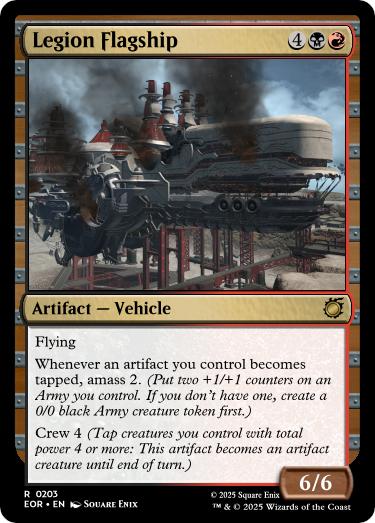 Legion Flagship 4
Artifact — Vehicle
Flying
Whenever an artifact you control becomes
tapped, amass 2. (Put two +1/+1 counters on an
Army you control. If you don't have one, create a
0/0 black Army creature token first.)
Crew 4 (Tap creatures you control with total
power 4 or more: This artifact becomes an artifact
creature until end of turn.)
6/6
R 0203
EOR • EN SQUARE ENIX
© 2025 Square Enix
™ & © 2025 Wizards of the Coast